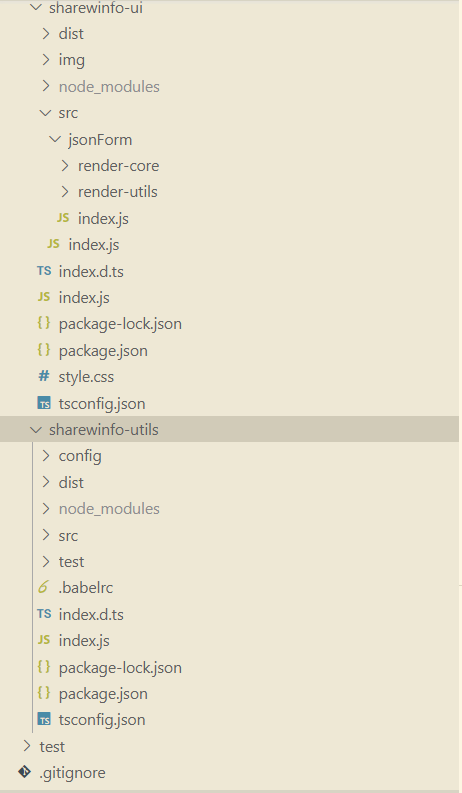 sharewinfo-ui
dist
img
node_modules
src
jsonForm
render-core
render-utils
JS index.js
JS index.js
TS index.d.ts
JS index.js
{} package-lock.json
{} package.json
# style.css
TS tsconfig.json
sharewinfo-utils
config
dist
node_modules
src
test
.babelrc
TS index.d.ts
JS index.js
{} package-lock.json
{} package.json
TS tsconfig.json
test
.gitignore